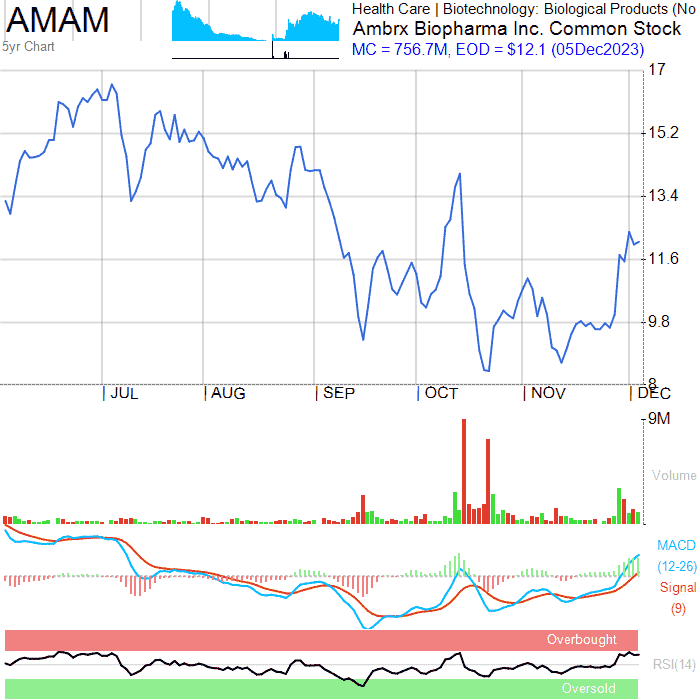 AMAM
5yr Chart
Health Care | Biotechnology: Biological Products (No
Ambrx Biopharma Inc. Common Stock
MC = 756.7M, EOD = $12.1 (05Dec2023)
17
15.2
13.4
11.6
9.8
8
JUL AUG SEP OCT NOV DEC
9M
Volume
MACD
(12-26)
Signal
(9)
Overbought
RSI(14)
Oversold